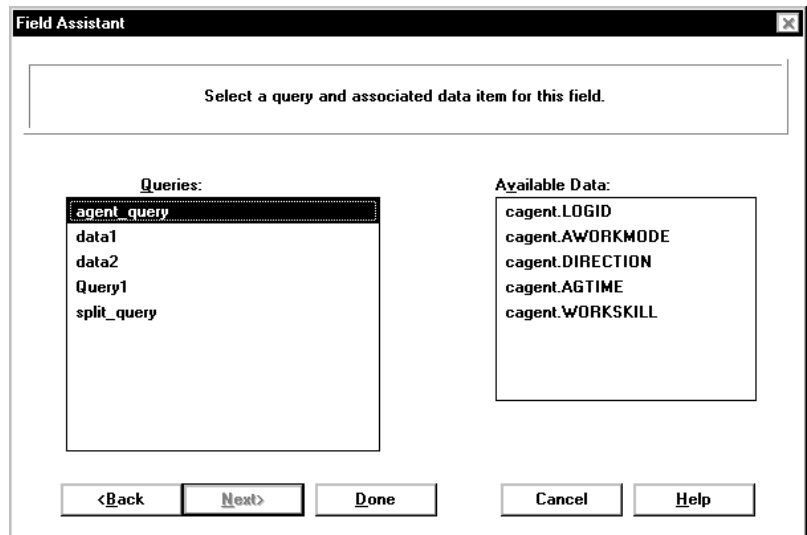 Field Assistant
Select a query and associated data item for this field.
Queries:
agent_query
data1
data2
Query1
split_query
Available Data:
cagent.LOGID
cagent.AWORKMODE
cagent.DIRECTION
cagent.AGTIME
cagent.WORKSKILL
<Back Next> Done Cancel Help